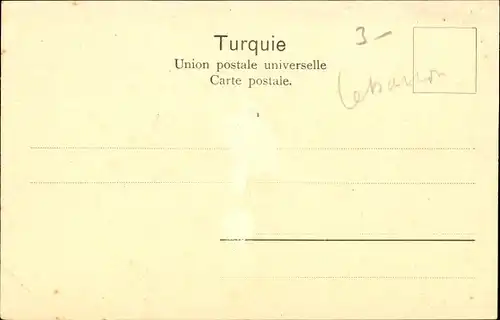 3 –
Turquie
Union postale universelle
Carte postale.
Lebanon